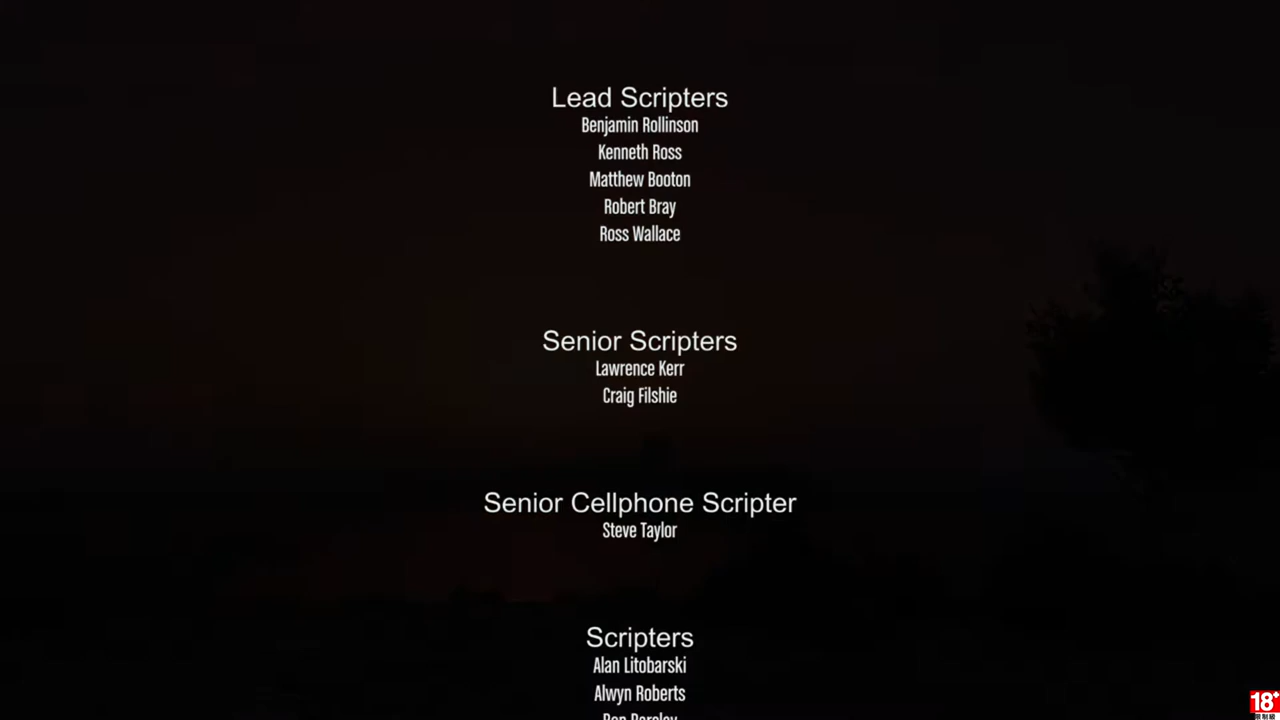 Lead Scripters
Benjamin Rollinson
Kenneth Ross
Matthew Booton
Robert Bray
Ross Wallace
Senior Scripters
Lawrence Kerr
Craig Filshie
Senior Cellphone Scripter
Steve Taylor
Scripters
Alan Litobarski
Alwyn Roberts
18+